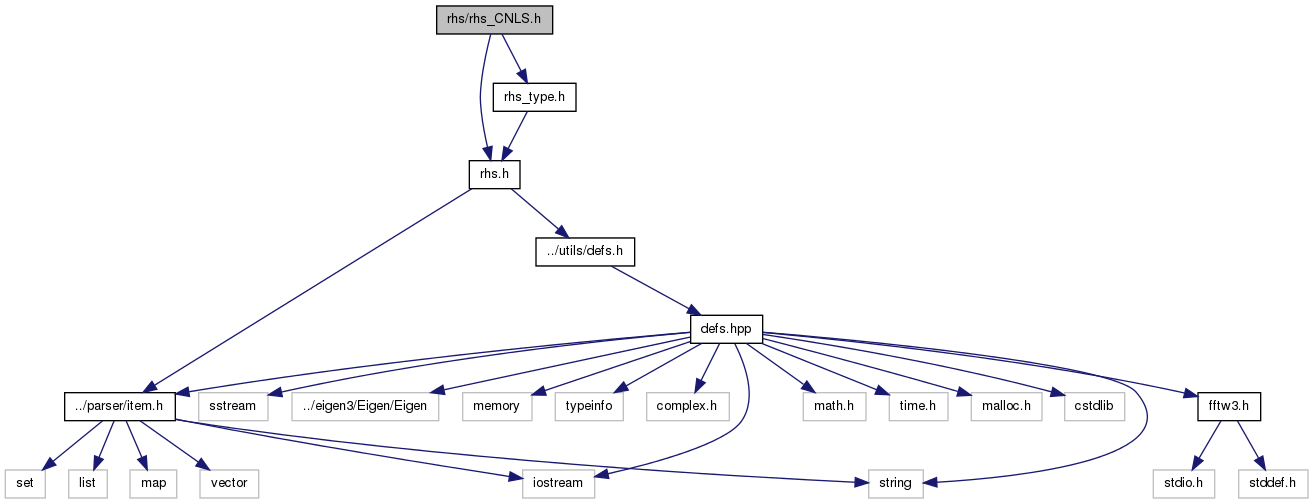 rhs/rhs_CNLS.h
rhs_type.h
rhs.h
../utils/defs.h
defs.hpp
../parser/item.h
sstream
../eigen3/Eigen/Eigen
memory
typeinfo
complex.h
math.h
time.h
malloc.h
cstdlib
fftw3.h
set
list
map
vector
iostream
string
stdio.h
stddef.h